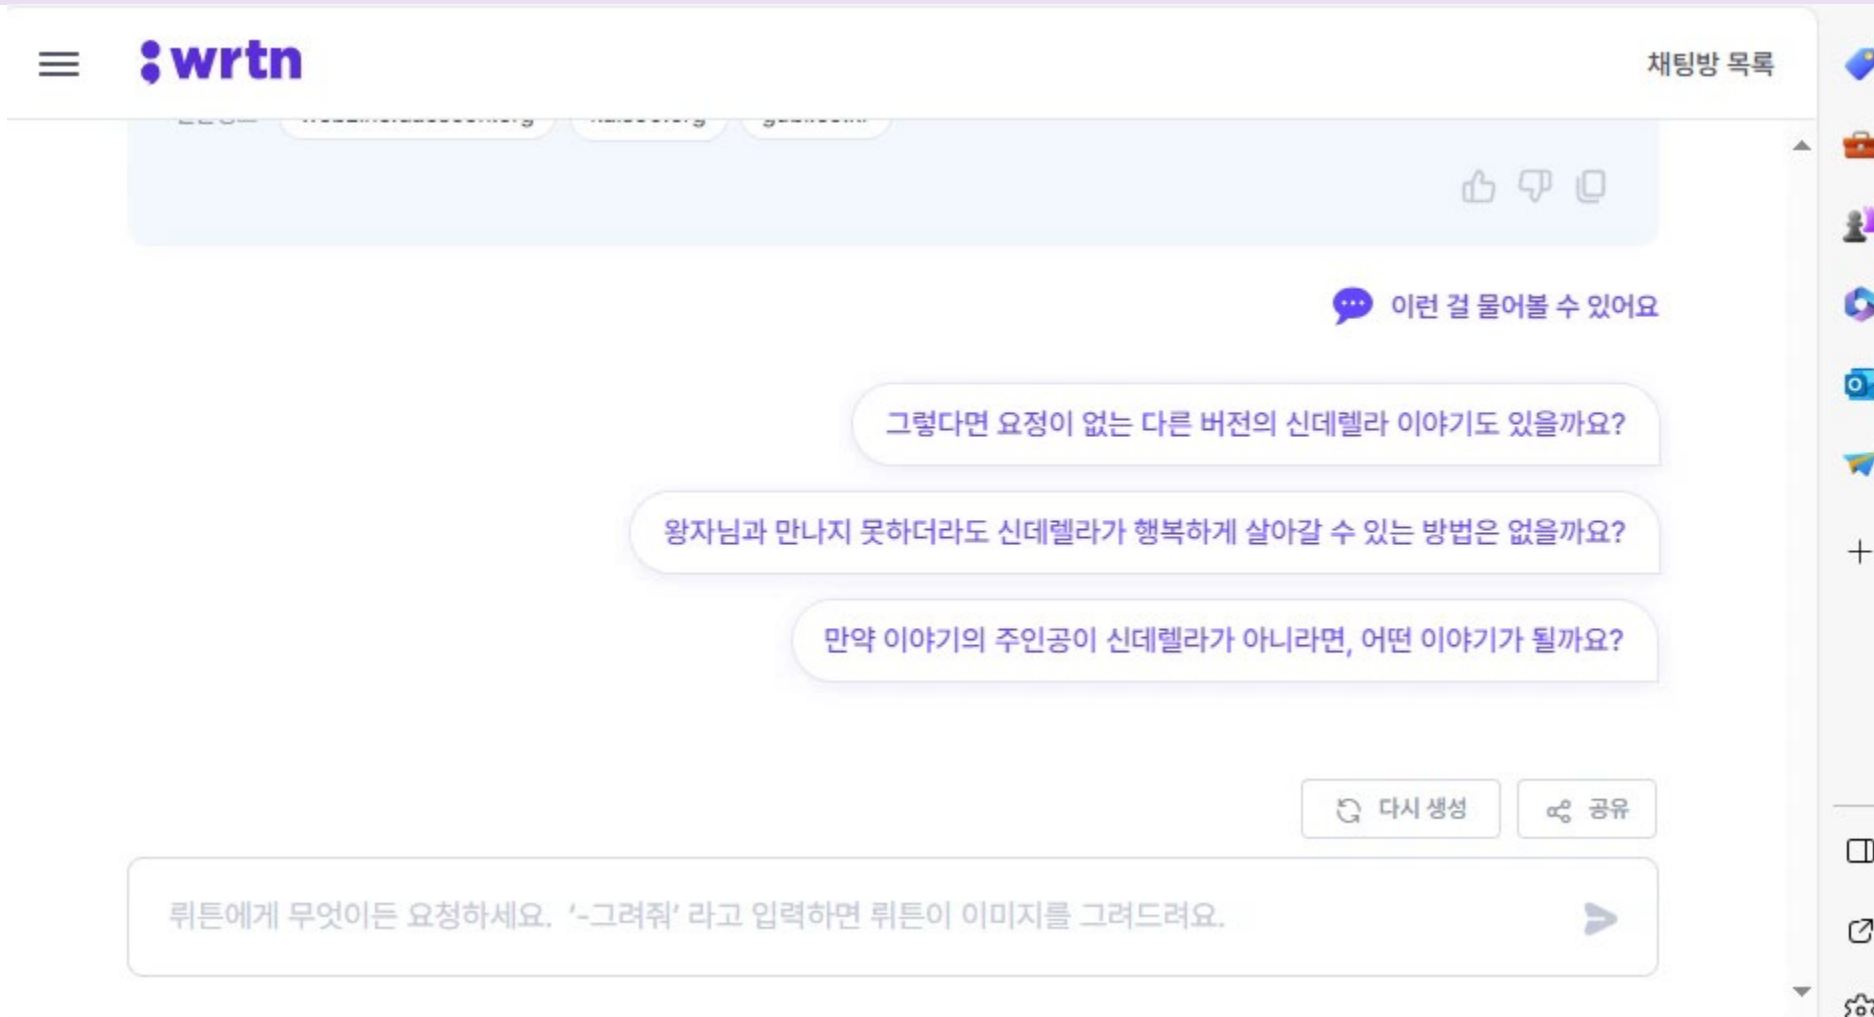 wrtn
채팅방 목록
이런 걸 물어볼 수 있어요
그렇다면 요정이 없는 다른 버전의 신데렐라 이야기도 있을까요?
왕자님과 만나지 못하더라도 신데렐라가 행복하게 살아갈 수 있는 방법은 없을까요?
만약 이야기의 주인공이 신데렐라가 아니라면, 어떤 이야기가 될까요?
다시 생성
공유
뤼튼에게 무엇이든 요청하세요. ‘-그려줘’ 라고 입력하면 뤼튼이 이미지를 그려드려요.